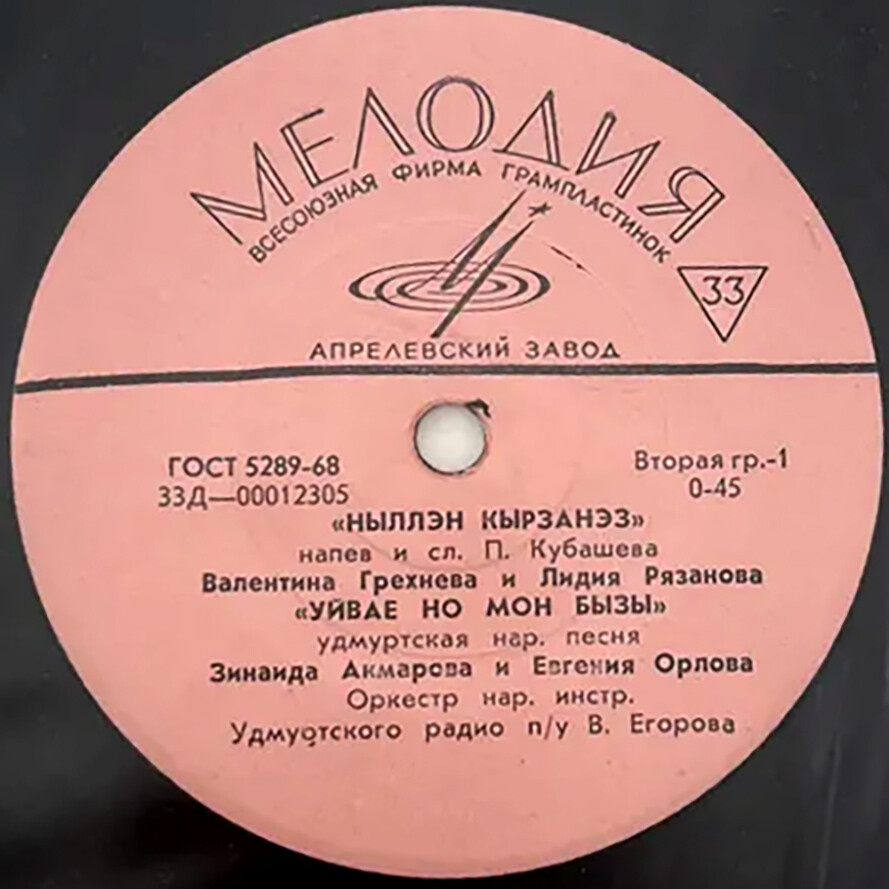 МЕЛОДИЯ
ВСЕСОЮЗНАЯ ФИРМА ГРАМПЛАСТИНОК
33
АПРЕЛЕВСКИЙ ЗАВОД
ГОСТ 5289-68
33Д—00012305
Вторая гр.-1
0-45
«НЫЛЛЭН КЫРЗАНЭЗ»
напев и сл. П. Кубашева
Валентина Грехнева и Лидия Рязанова
«УЙВАЕ НО МОН БЫЗЫ»
удмуртская нар. песня
Зинаида Акмарова и Евгения Орлова
Оркестр нар. инстр.
Удмуртского радио п/у В. Егорова